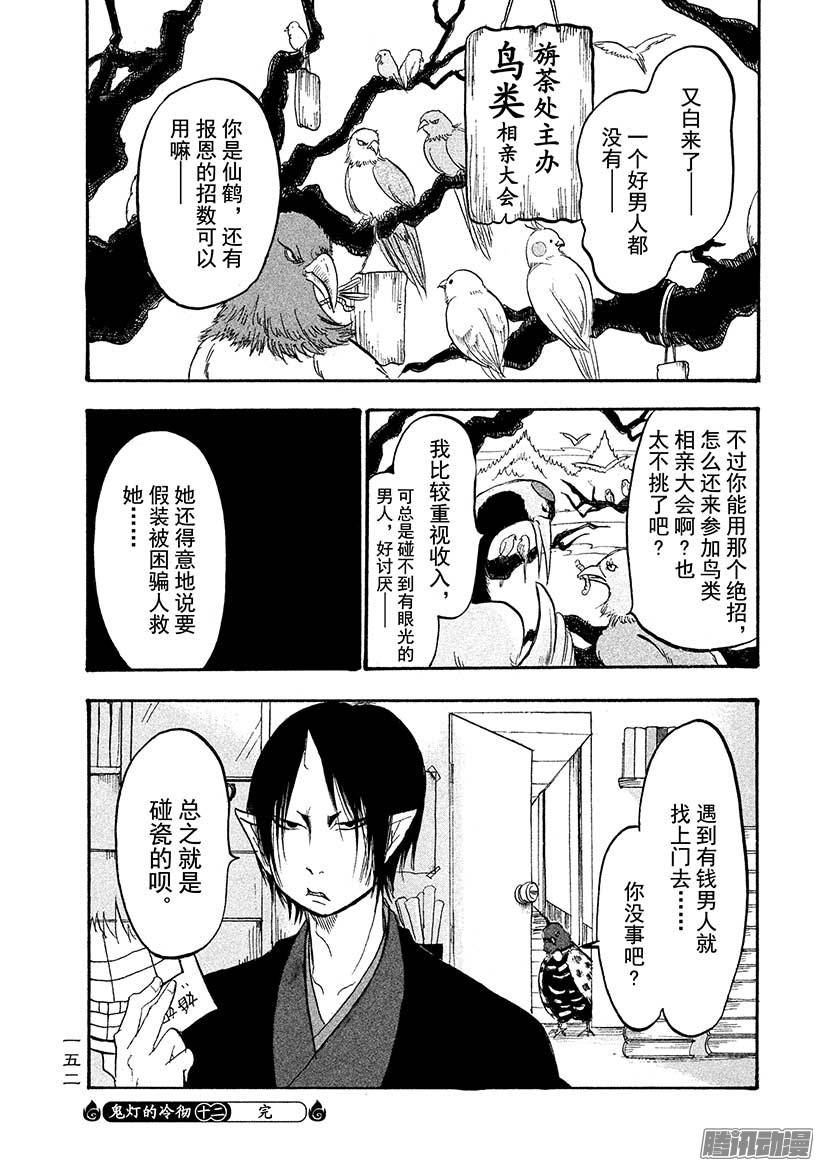 又白来了——
一个好男人都
没有——
旃荼处主办
鸟类
相亲大会
你是仙鹤，还有
报恩的招数可以
用嘛——
不过你能用那个绝招，
怎么还来参加鸟类
相亲大会啊？也
太不挑了吧？
我比较重视收入，
可总是碰不到有眼光的
男人，好讨厌——
她还得意地说要
假装被困骗人救
她……
遇到有钱男人就
找上门去……
你没事吧？
总之就是
碰瓷的呗。
一五二
鬼灯的冷彻 十二 完
腾讯动漫